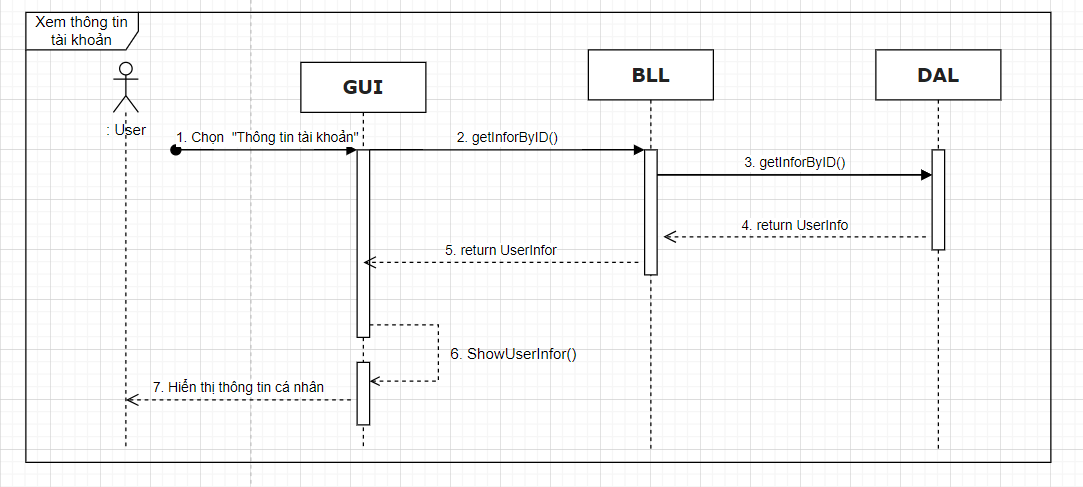 Xem thông tin
tài khoản
GUI
BLL
DAL
: User
1. Chọn "Thông tin tài khoản"
2. getInforByID()
3. getInforByID()
4. return UserInfo
5. return UserInfor
6. ShowUserInfor()
7. Hiển thị thông tin cá nhân